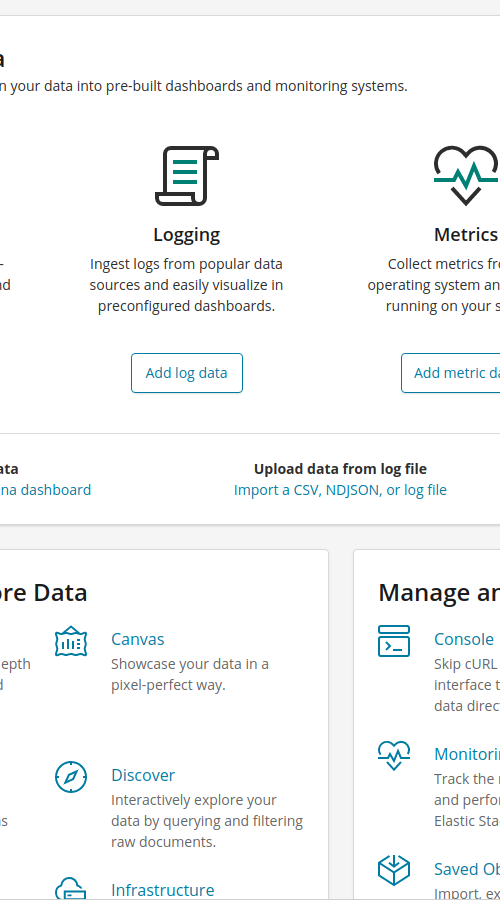 n your data into pre-built dashboards and monitoring systems.
Logging
Ingest logs from popular data
sources and easily visualize in
preconfigured dashboards.
Add log data
Metrics
Collect metrics fr
operating system an
running on your s
Add metric da
ata
na dashboard
Upload data from log file
Import a CSV, NDJSON, or log file
ore Data
epth
Canvas
Showcase your data in a
pixel-perfect way.
Discover
Interactively explore your
data by querying and filtering
raw documents.
Infrastructure
Manage an
Console
Skip cURL
interface t
data direc
Monitorin
Track the
and perfo
Elastic Sta
Saved Ob
Import, ex